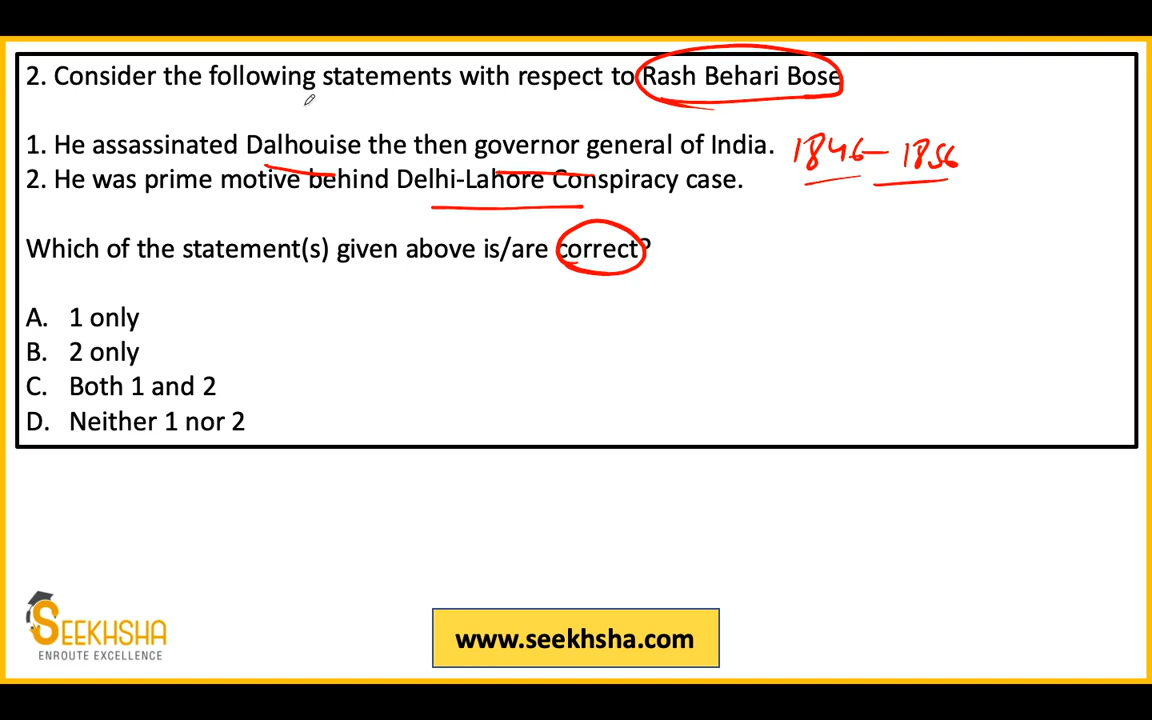 2. Consider the following statements with respect to Rash Behari Bose
1. He assassinated Dalhouise the then governor general of India. 1846-1856
2. He was prime motive behind Delhi-Lahore Conspiracy case.
Which of the statement(s) given above is/are correct?
A. 1 only
B. 2 only
C. Both 1 and 2
D. Neither 1 nor 2
SEEKHSHA
ENROUTE EXCELLENCE
www.seekhsha.com